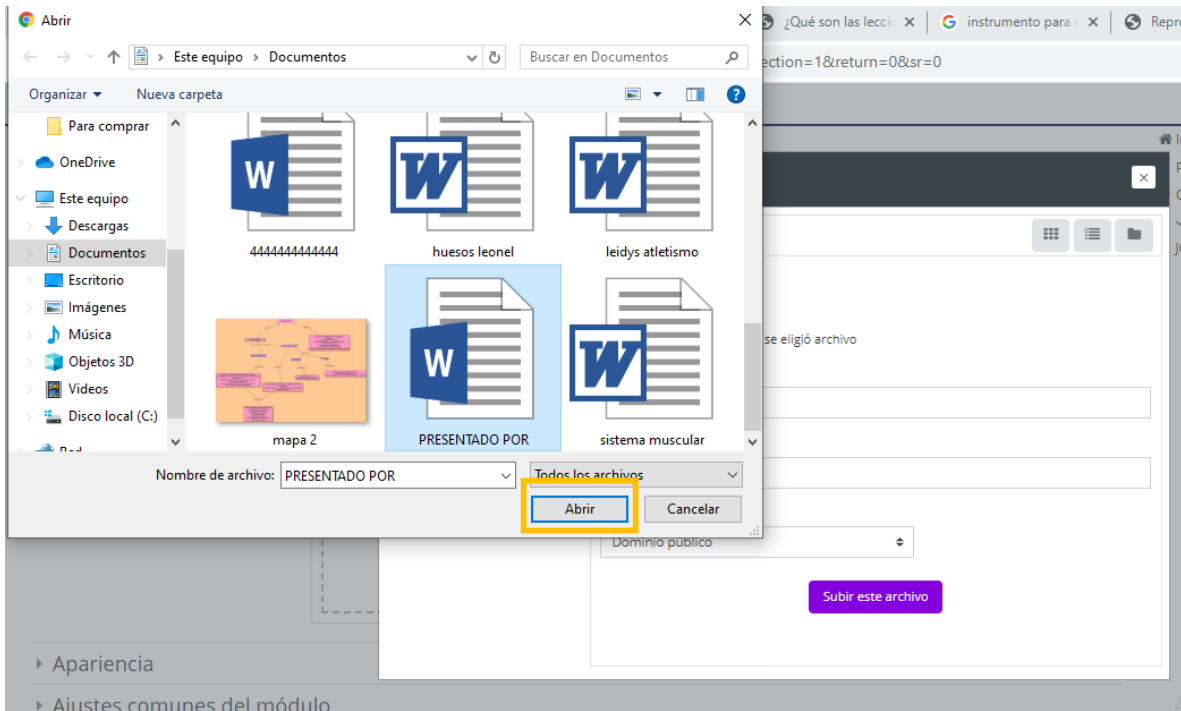 Abrir
¿Qué son las lecci
instrumento para
Repro
Este equipo > Documentos
Buscar en Documentos
ection=1&return=0&sr=0
Organizar
Nueva carpeta
Para comprar
OneDrive
Este equipo
Descargas
Documentos
Escritorio
Imágenes
Música
Objetos 3D
Videos
Disco local (C:)
4444444444444
huesos leonel
leidys atletismo
mapa 2
PRESENTADO POR
sistema muscular
se eligió archivo
Nombre de archivo: PRESENTADO POR
Todos los archivos
Abrir
Cancelar
Dominio público
Subir este archivo
Apariencia
Ajustes comunes del módulo